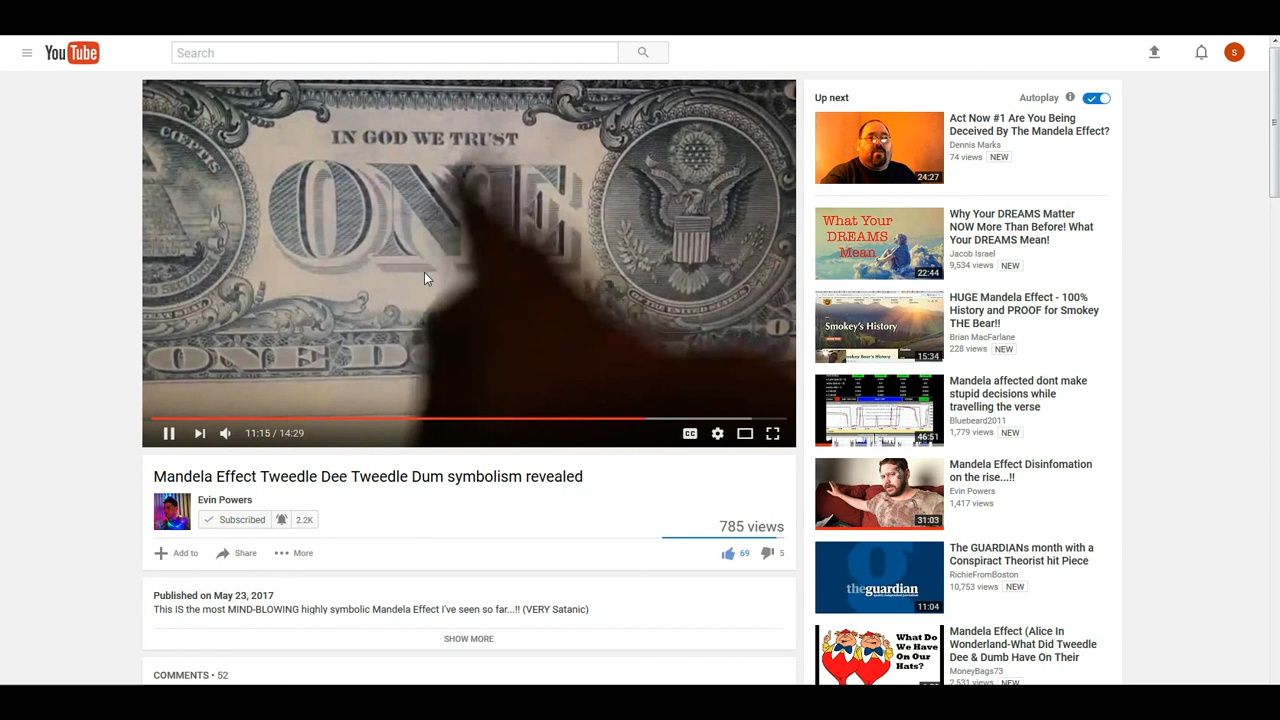 YouTube
Search
S
IN GOD WE TRUST
ONE
11:15 / 14:29
CC
Mandela Effect Tweedle Dee Tweedle Dum symbolism revealed
Evin Powers
Subscribed
2.2K
785 views
Add to
Share
More
69
5
Published on May 23, 2017
This IS the most MIND-BLOWING highly symbolic Mandela Effect I've seen so far...!! (VERY Satanic)
SHOW MORE
COMMENTS • 52
Up next
Autoplay
Act Now #1 Are You Being
Deceived By The Mandela Effect?
Dennis Marks
74 views NEW
24:27
What Your
DREAMS
Mean
22:44
Why Your DREAMS Matter
NOW More Than Before! What
Your DREAMS Mean!
Jacob Israel
9,534 views NEW
Smokey's History
15:34
HUGE Mandela Effect - 100%
History and PROOF for Smokey
THE Bear!!
Brian MacFarlane
228 views NEW
46:51
Mandela affected dont make
stupid decisions while
travelling the verse
Bluebeard2011
1,779 views NEW
31:03
Mandela Effect Disinfomation
on the rise...!!
Evin Powers
1,417 views
theguardian
11:04
The GUARDIANs month with a
Conspiract Theorist hit Piece
RichieFromBoston
10,753 views NEW
What Do
We Have
On Our
Hats?
Mandela Effect (Alice In
Wonderland-What Did Tweedle
Dee & Dumb Have On Their
MoneyBags73
2,531 views NEW